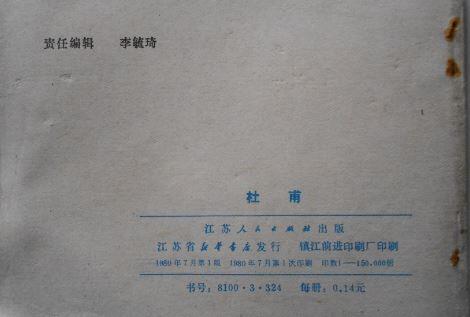 责任编辑 李毓琦
杜甫
江苏人民出版社出版
江苏省新华书店发行 镇江前进印刷厂印刷
1980年7月第1版 1980年7月第1次印刷 印数1—150,000册
书号：8100·3·324 每册：0.14元